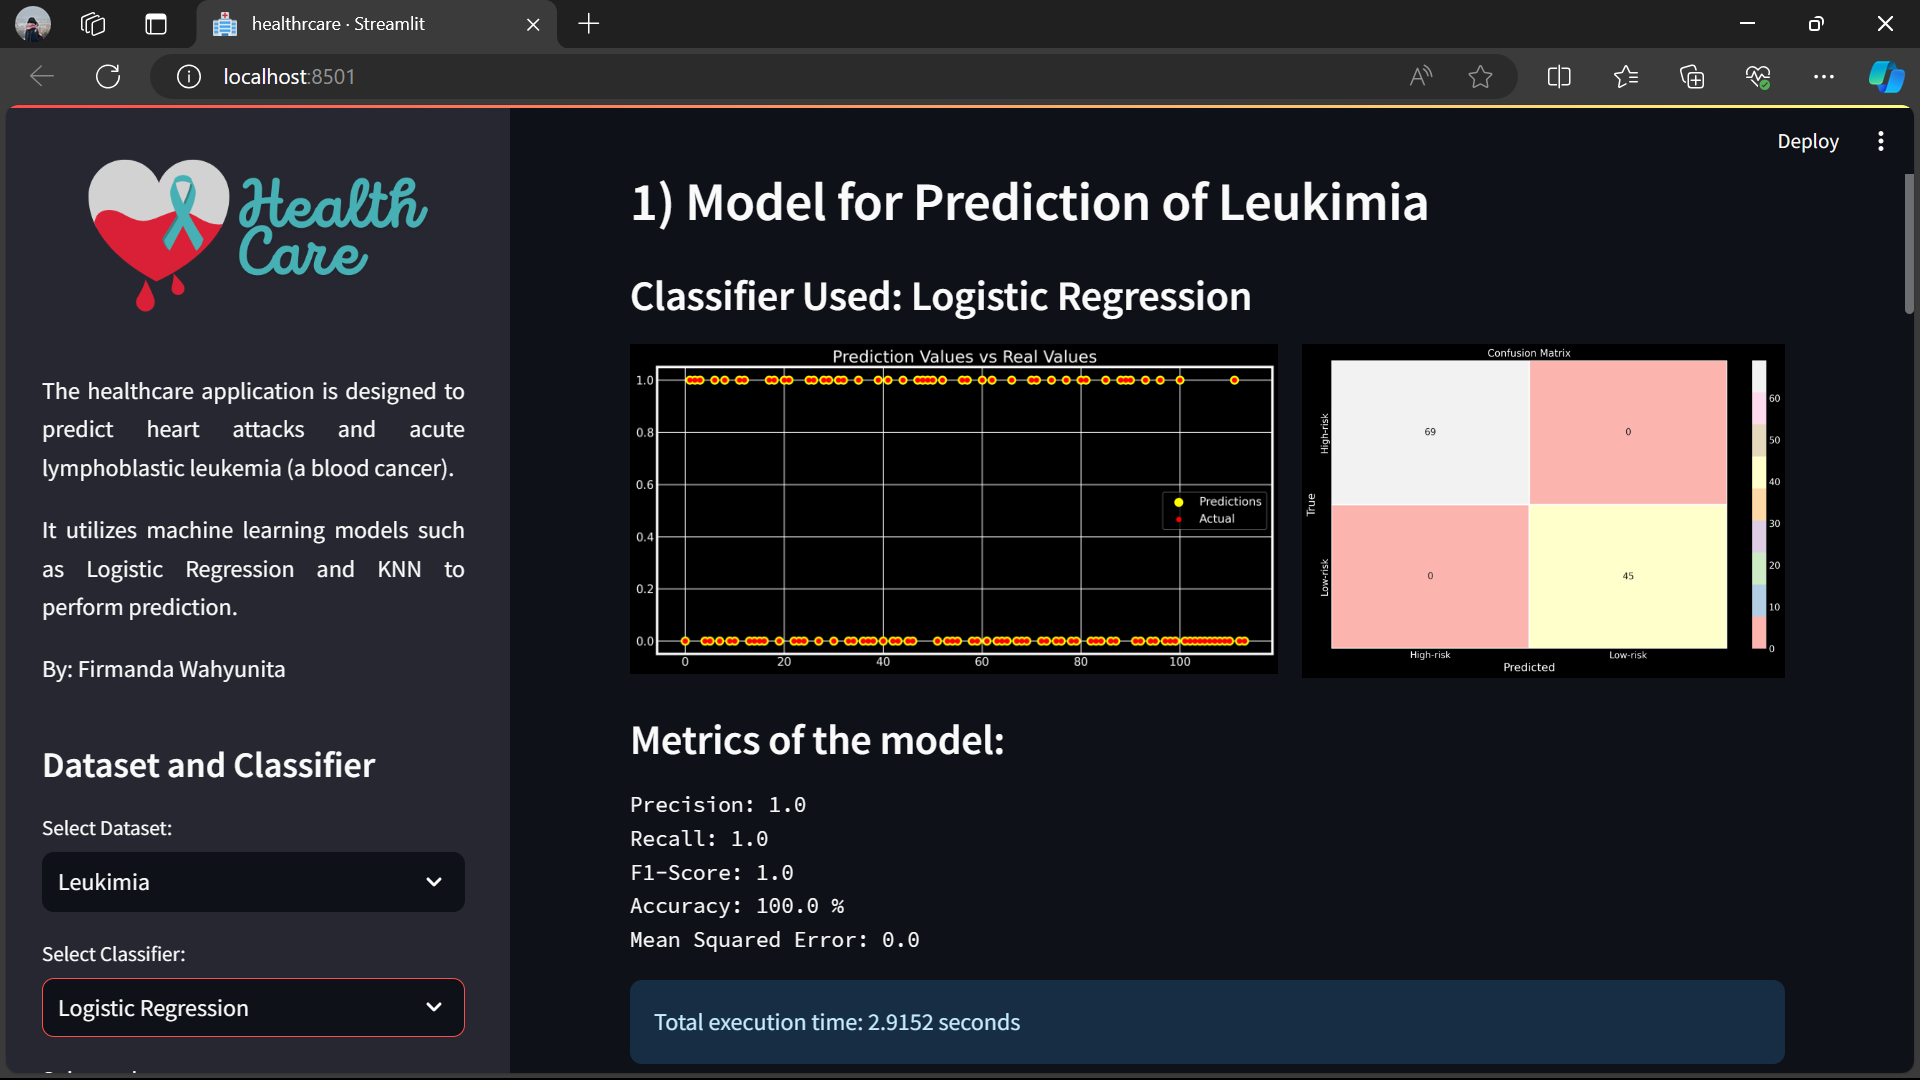 healthrcare · Streamlit
localhost:8501
Deploy
Health
Care
The healthcare application is designed to
predict heart attacks and acute
lymphoblastic leukemia (a blood cancer).
It utilizes machine learning models such
as Logistic Regression and KNN to
perform prediction.
By: Firmanda Wahyunita
Dataset and Classifier
Select Dataset:
Leukimia
Select Classifier:
Logistic Regression
1) Model for Prediction of Leukimia
Classifier Used: Logistic Regression
Prediction Values vs Real Values
1.0
0.8
0.6
0.4
0.2
0.0
0 20 40 60 80 100
Predictions
Actual
Confusion Matrix
True
High-risk
Low-risk
69 0
0 45
High-risk Low-risk
Predicted
60
50
40
30
20
10
0
Metrics of the model:
Precision: 1.0
Recall: 1.0
F1-Score: 1.0
Accuracy: 100.0 %
Mean Squared Error: 0.0
Total execution time: 2.9152 seconds